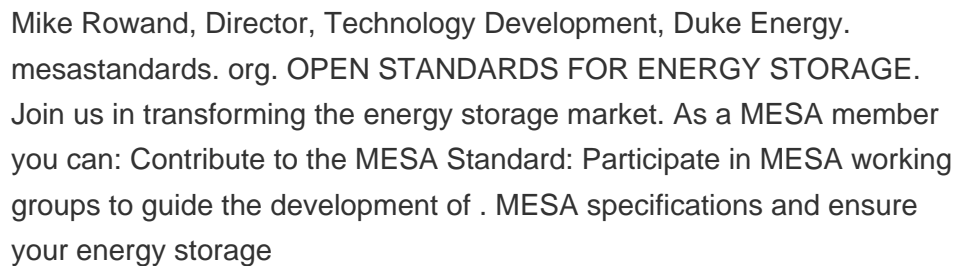 Mike Rowand, Director, Technology Development, Duke Energy.
mesastandards. org. OPEN STANDARDS FOR ENERGY STORAGE.
Join us in transforming the energy storage market. As a MESA member
you can: Contribute to the MESA Standard: Participate in MESA working
groups to guide the development of . MESA specifications and ensure
your energy storage